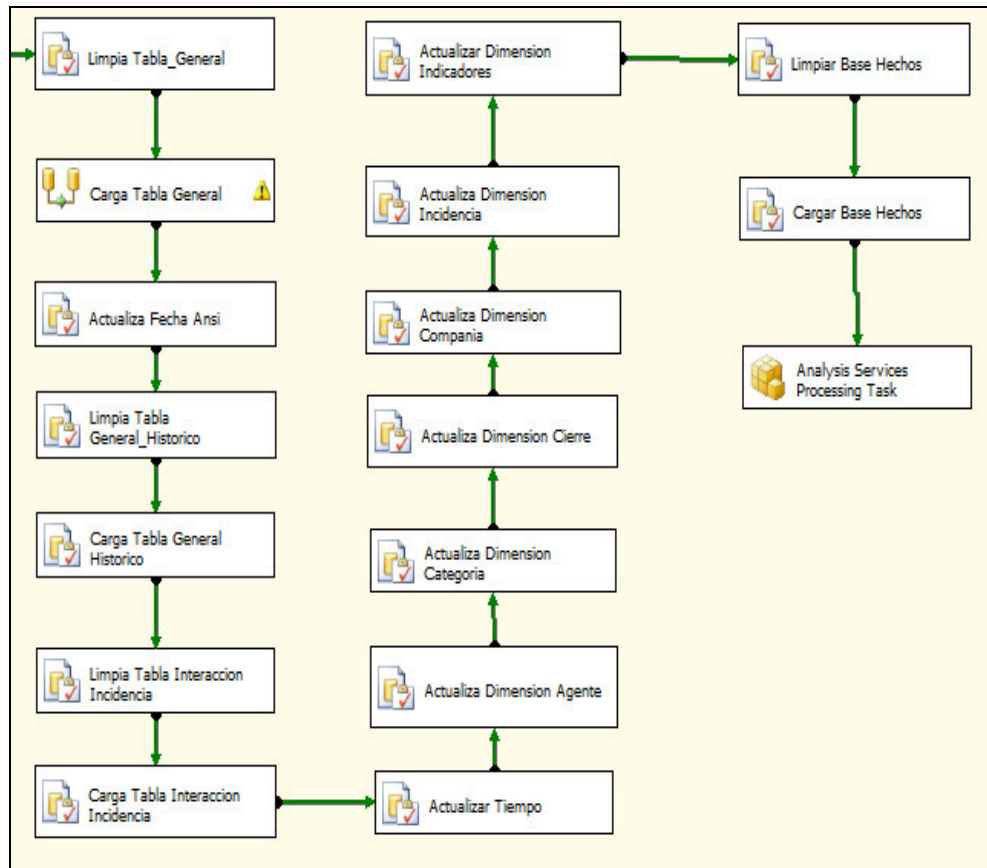 Limpia Tabla_General
Carga Tabla General
Actualiza Fecha Ansi
Limpia Tabla
General_Historico
Carga Tabla General
Historico
Limpia Tabla Interaccion
Incidencia
Carga Tabla Interaccion
Incidencia
Actualizar Tiempo
Actualiza Dimension Agente
Actualiza Dimension
Categoria
Actualiza Dimension Cierre
Actualiza Dimension
Compania
Actualiza Dimension
Incidencia
Actualizar Dimension
Indicadores
Limpiar Base Hechos
Cargar Base Hechos
Analysis Services
Processing Task